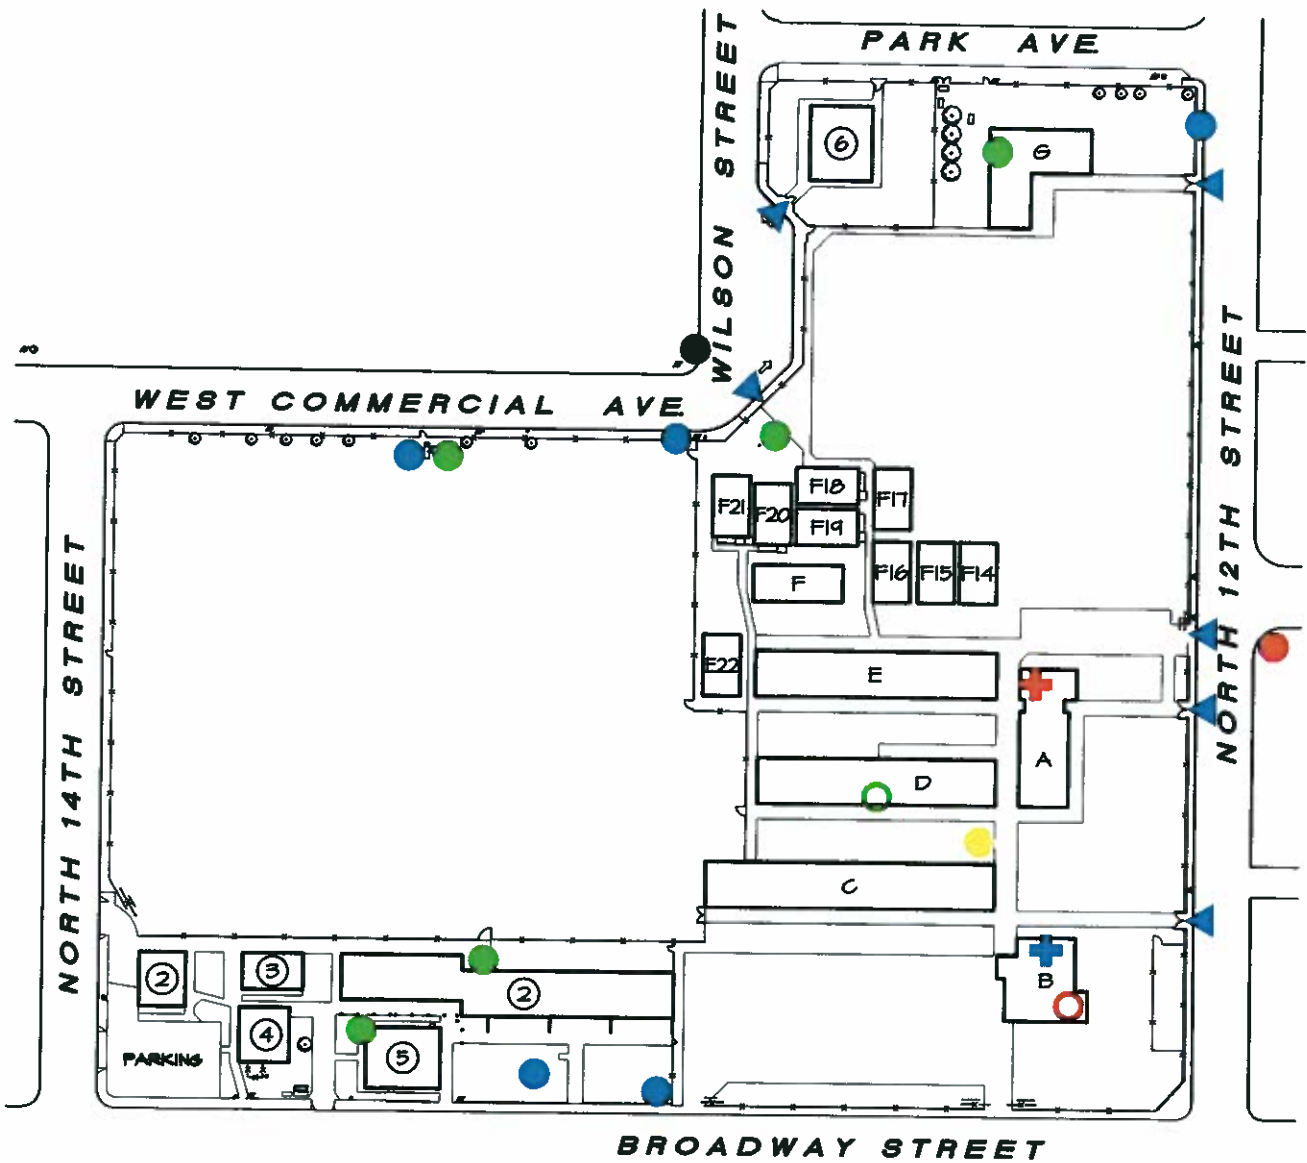 PARK AVE.
WILSON STREET
6
G
WEST COMMERCIAL AVE.
NORTH 12TH STREET
F18
F17
F21
F20
F19
F16
F15
F14
F
NORTH 14TH STREET
F22
E
A
D
C
2
3
2
B
4
5
PARKING
BROADWAY STREET